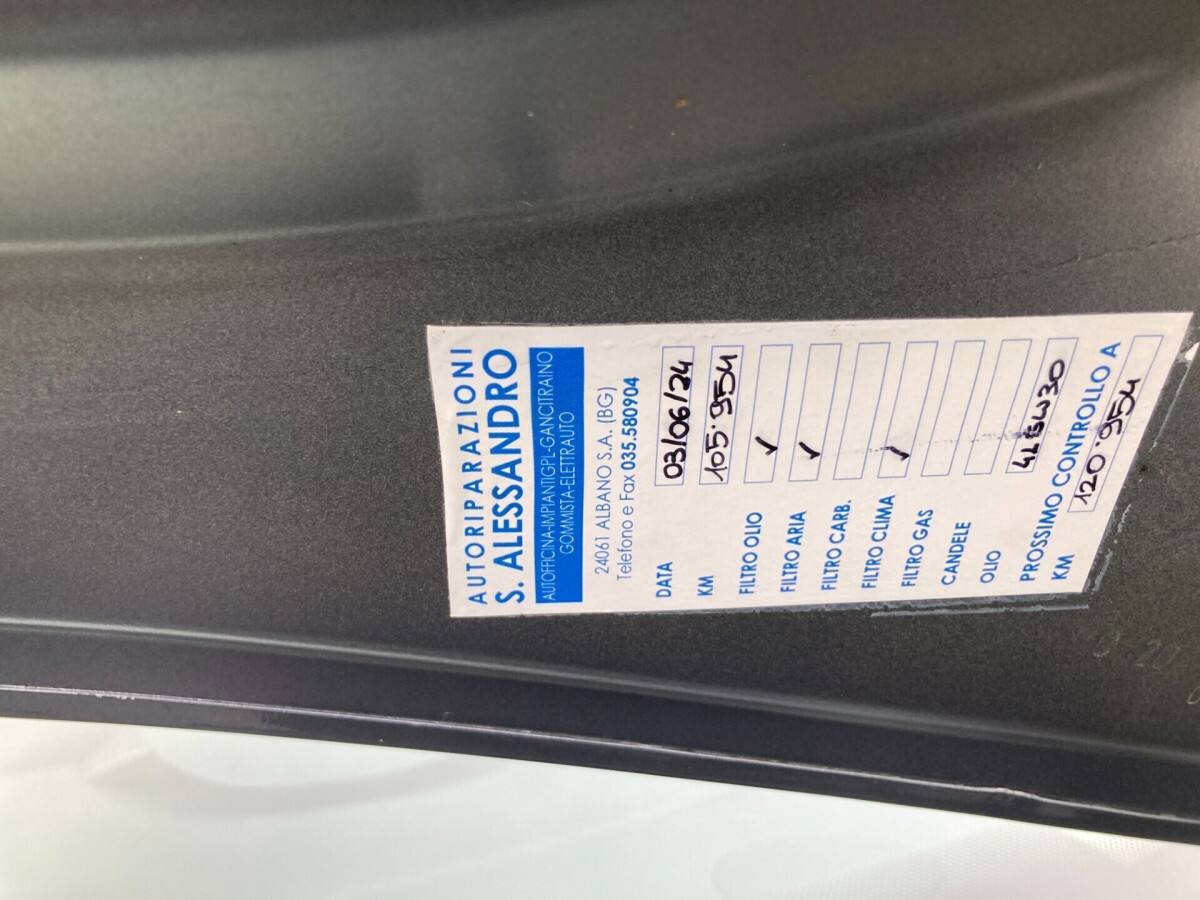 AUTORIPARAZIONI
S. ALESSANDRO
AUTOFFICINA-IMPIANTIGPL-GANCITRAINO
GOMMISTA-ELETTRAUTO
24061 ALBANO S.A. (BG)
Telefono e Fax 035.580904
DATA 03/06/24
KM 105.954
FILTRO OLIO ✓
FILTRO ARIA ✓
FILTRO CARB.
FILTRO CLIMA ✓
FILTRO GAS
CANDELE
OLIO 4L 5W30
PROSSIMO CONTROLLO A
KM 120.954